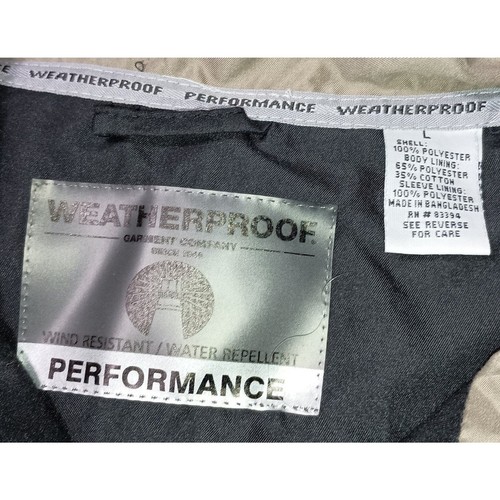 WEATHERPROOF PERFORMANCE WEATHERPROOF
L
SHELL:
100% POLYESTER
BODY LINING:
65% POLYESTER
35% COTTON
SLEEVE LINING:
100% POLYESTER
MADE IN BANGLADESH
RN # 83394
SEE REVERSE
FOR CARE
WEATHERPROOF
GARMENT COMPANY
SINCE
WIND RESISTANT / WATER REPELLENT
PERFORMANCE